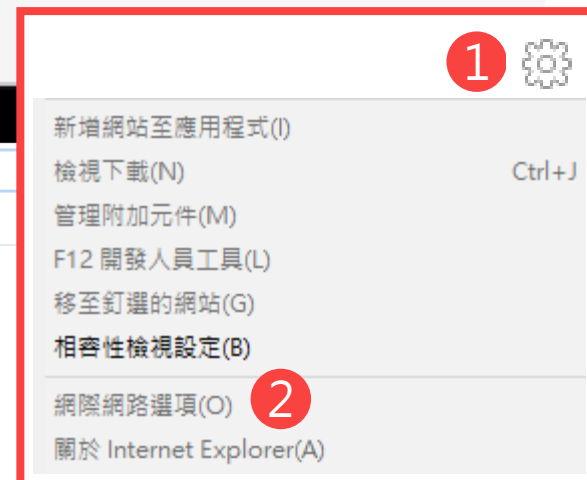 1
新增網站至應用程式(I)
檢視下載(N) Ctrl+J
管理附加元件(M)
F12 開發人員工具(L)
移至釘選的網站(G)
相容性檢視設定(B)
網際網路選項(O) 2
關於 Internet Explorer(A)